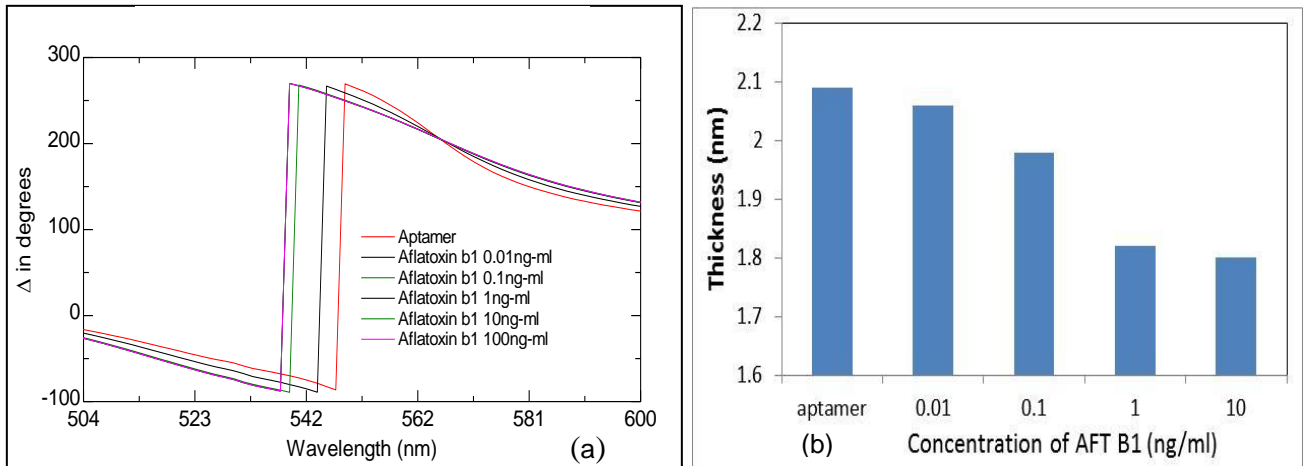 300
200
100
0
-100
Δ in degrees
Aptamer
Aflatoxin b1 0.01ng-ml
Aflatoxin b1 0.1ng-ml
Aflatoxin b1 1ng-ml
Aflatoxin b1 10ng-ml
Aflatoxin b1 100ng-ml
504 523 542 562 581 600
Wavelength (nm)
(a)
2.2
2.1
2
1.9
1.8
1.7
1.6
Thickness (nm)
aptamer 0.01 0.1 1 10
(b)
Concentration of AFT B1 (ng/ml)